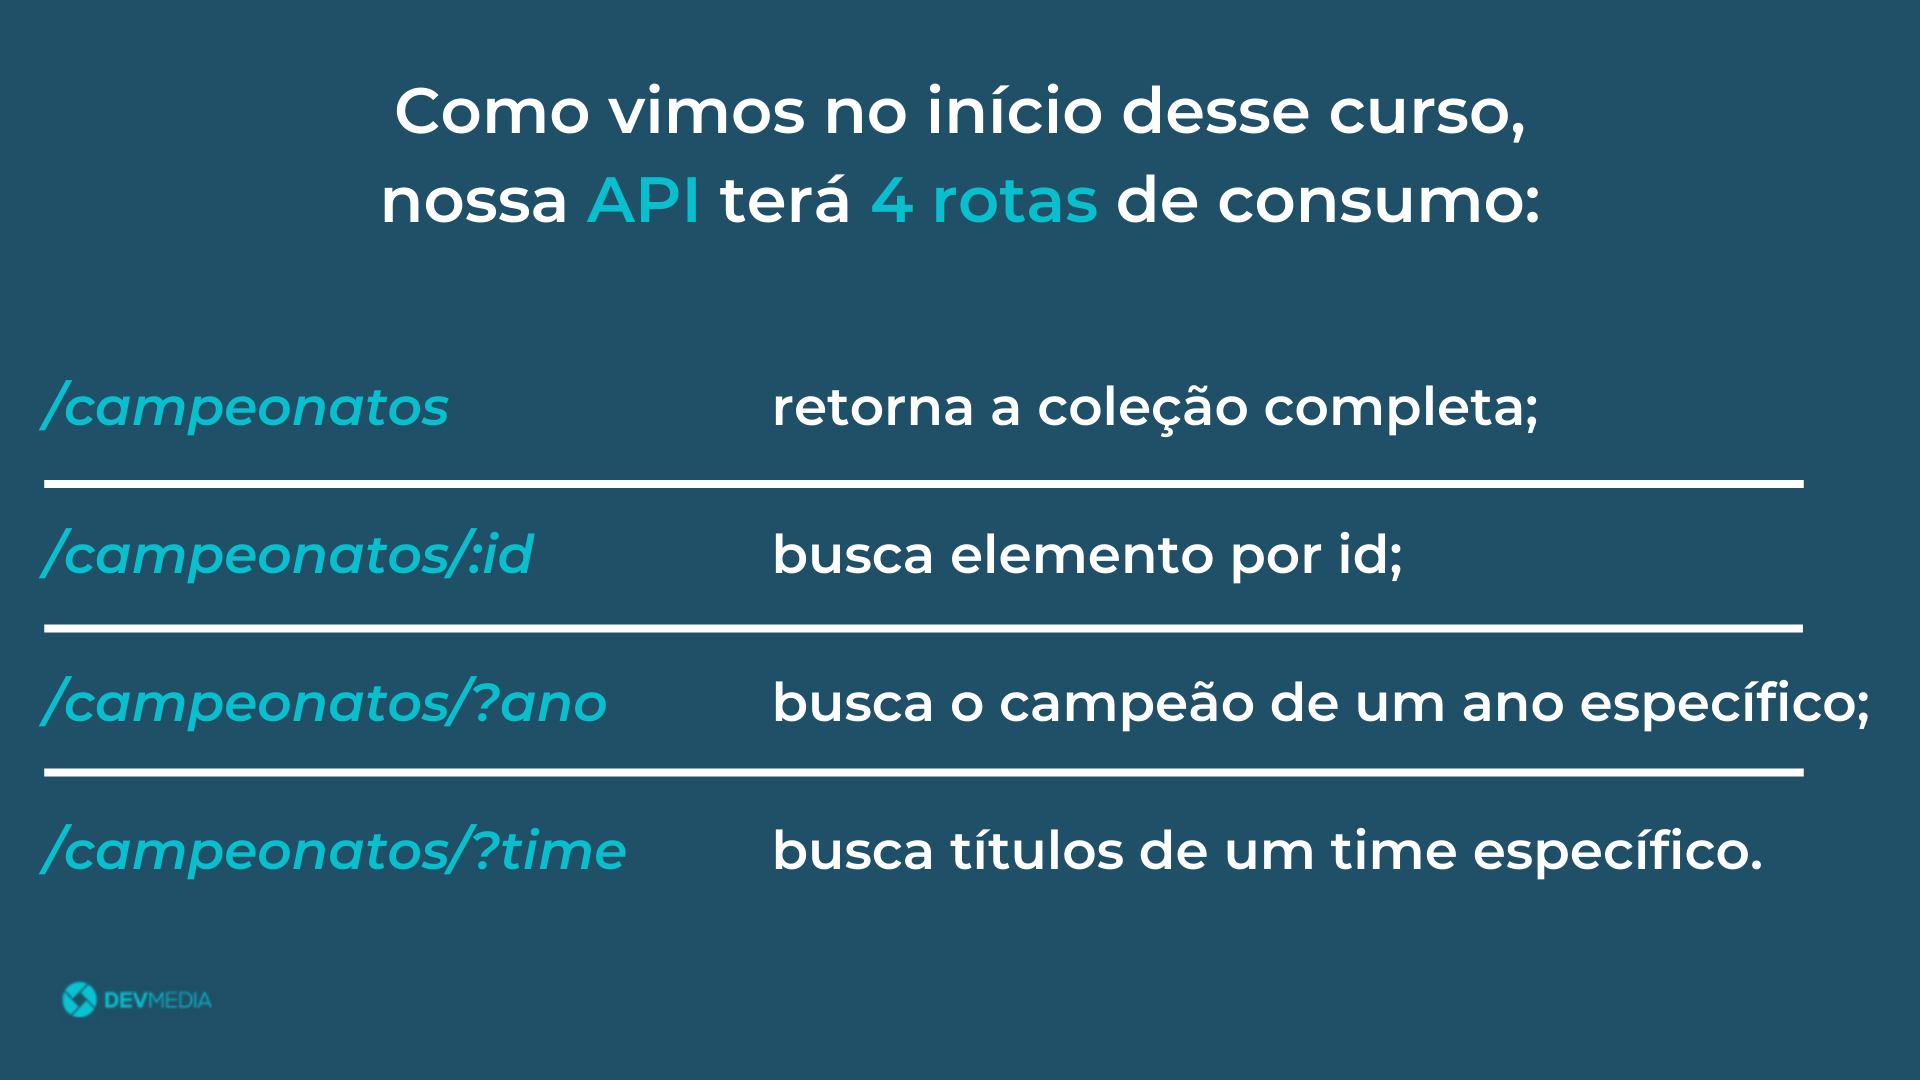 Como vimos no início desse curso,
nossa API terá 4 rotas de consumo:
/campeonatos retorna a coleção completa;
/campeonatos/:id busca elemento por id;
/campeonatos/?ano busca o campeão de um ano específico;
/campeonatos/?time busca títulos de um time específico.
DEVMEDIA